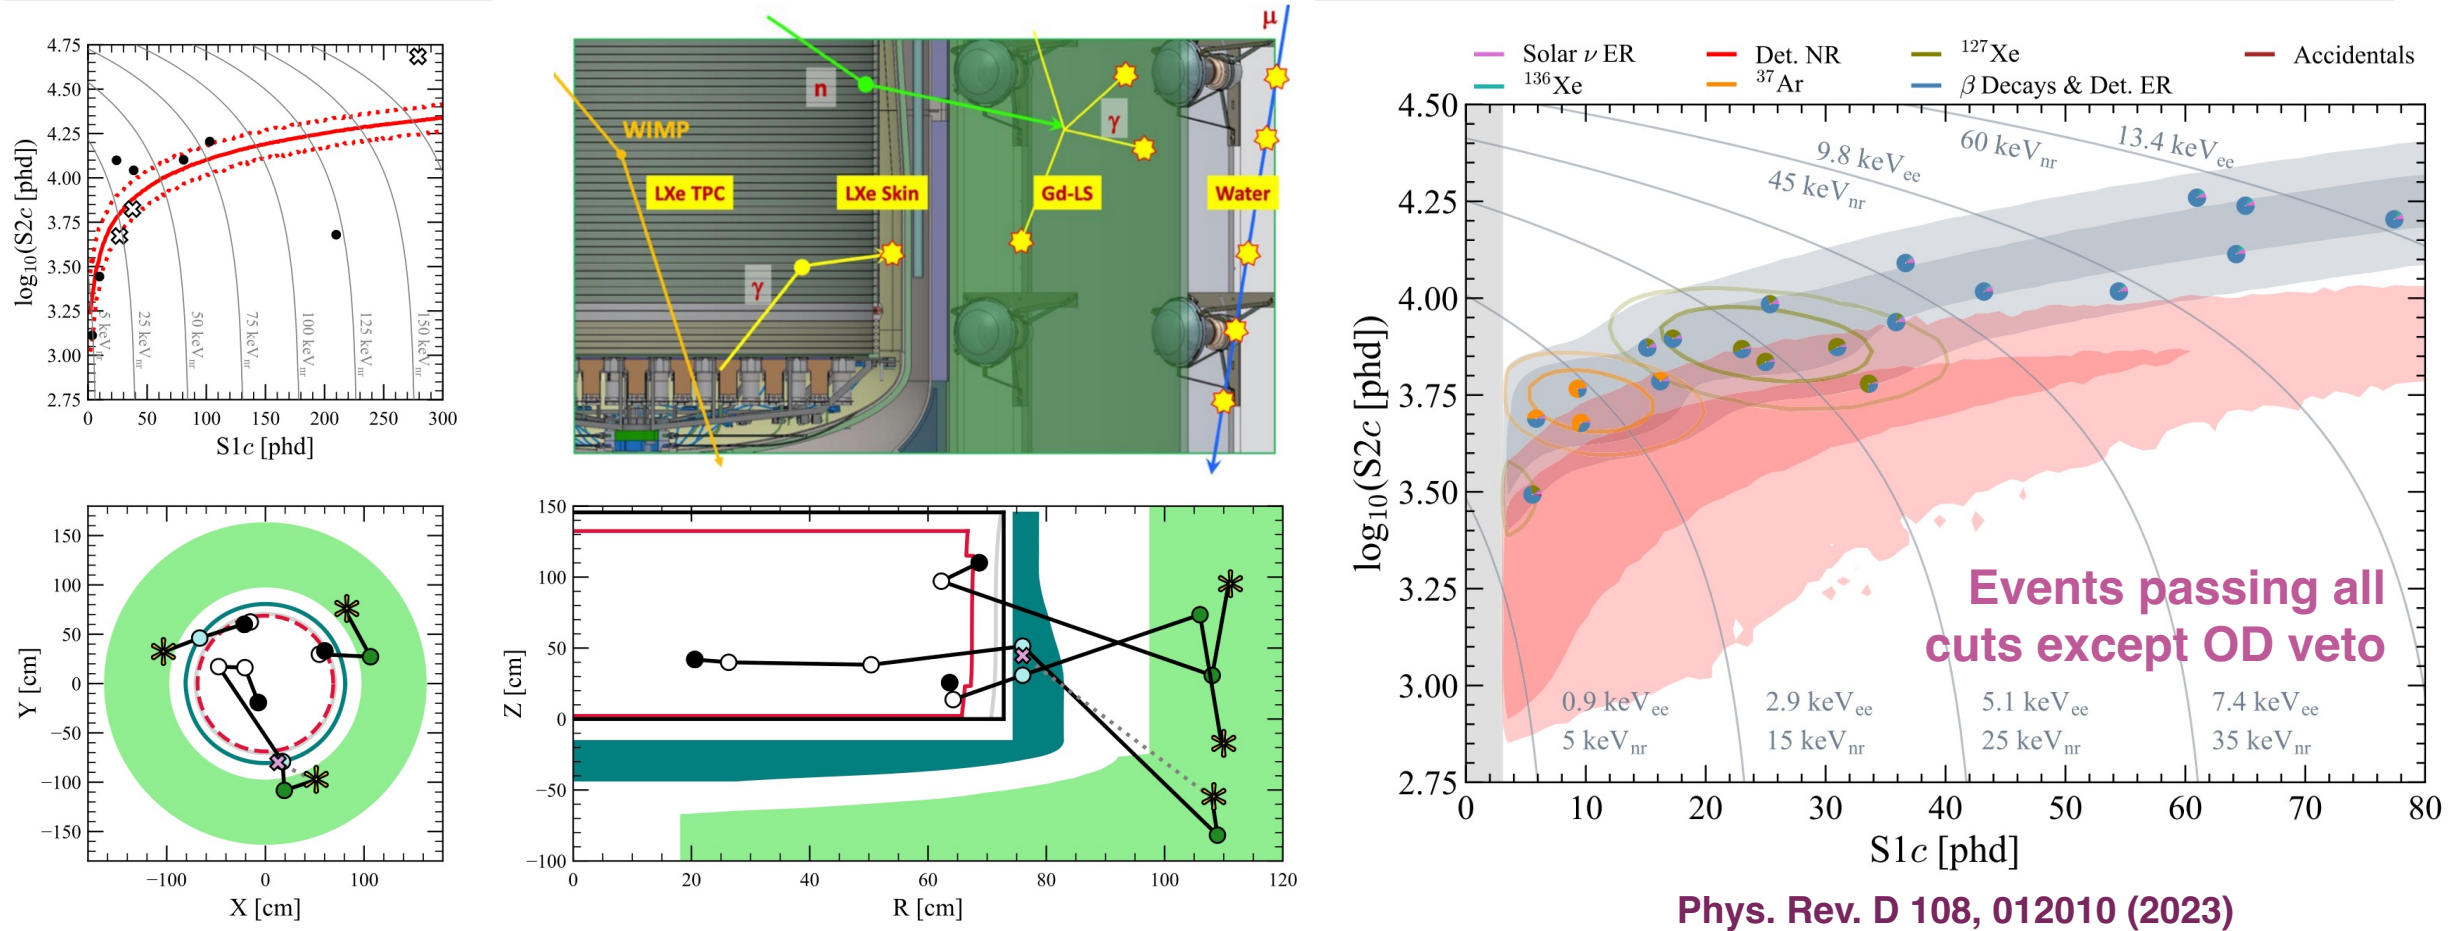 4.75
4.50
4.25
4.00
3.75
3.50
3.25
3.00
2.75
log10(S2c [phd])
5 keVnr
25 keVnr
50 keVnr
75 keVnr
100 keVnr
125 keVnr
150 keVnr
0 50 100 150 200 250 300
S1c [phd]
μ
n
γ
WIMP
LXe TPC
LXe Skin
Gd-LS
Water
γ
150
100
50
0
−50
−100
−150
Y [cm]
−100 0 100
X [cm]
150
100
50
0
−50
−100
Z [cm]
0 20 40 60 80 100 120
R [cm]
Solar ν ER
Det. NR
127Xe
Accidentals
136Xe
37Ar
β Decays & Det. ER
4.50
4.25
4.00
3.75
3.50
3.25
3.00
2.75
log10(S2c [phd])
9.8 keVee
45 keVnr
60 keVnr
13.4 keVee
Events passing all
cuts except OD veto
0.9 keVee
5 keVnr
2.9 keVee
15 keVnr
5.1 keVee
25 keVnr
7.4 keVee
35 keVnr
0 10 20 30 40 50 60 70 80
S1c [phd]
Phys. Rev. D 108, 012010 (2023)